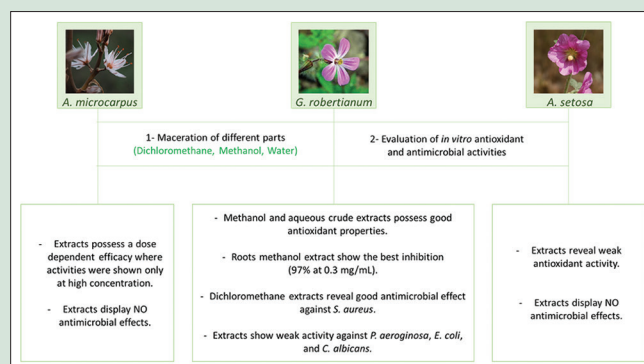 A. microcarpus
G. robertianum
A. setosa
1- Maceration of different parts
(Dichloromethane, Methanol, Water)
2- Evaluation of in vitro antioxidant
and antimicrobial activities
- Extracts possess a dose
dependent efficacy where
activities were shown only
at high concentration.
- Extracts display NO
antimicrobial effects.
- Methanol and aqueous crude extracts possess good
antioxidant properties.
- Roots methanol extract show the best inhibition
(97% at 0.3 mg/mL).
- Dichloromethane extracts reveal good antimicrobial effect
against S. aureus.
- Extracts show weak activity against P. aeroginosa, E. coli,
and C. albicans.
- Extracts reveal weak
antioxidant activity.
- Extracts display NO
antimicrobial effects.